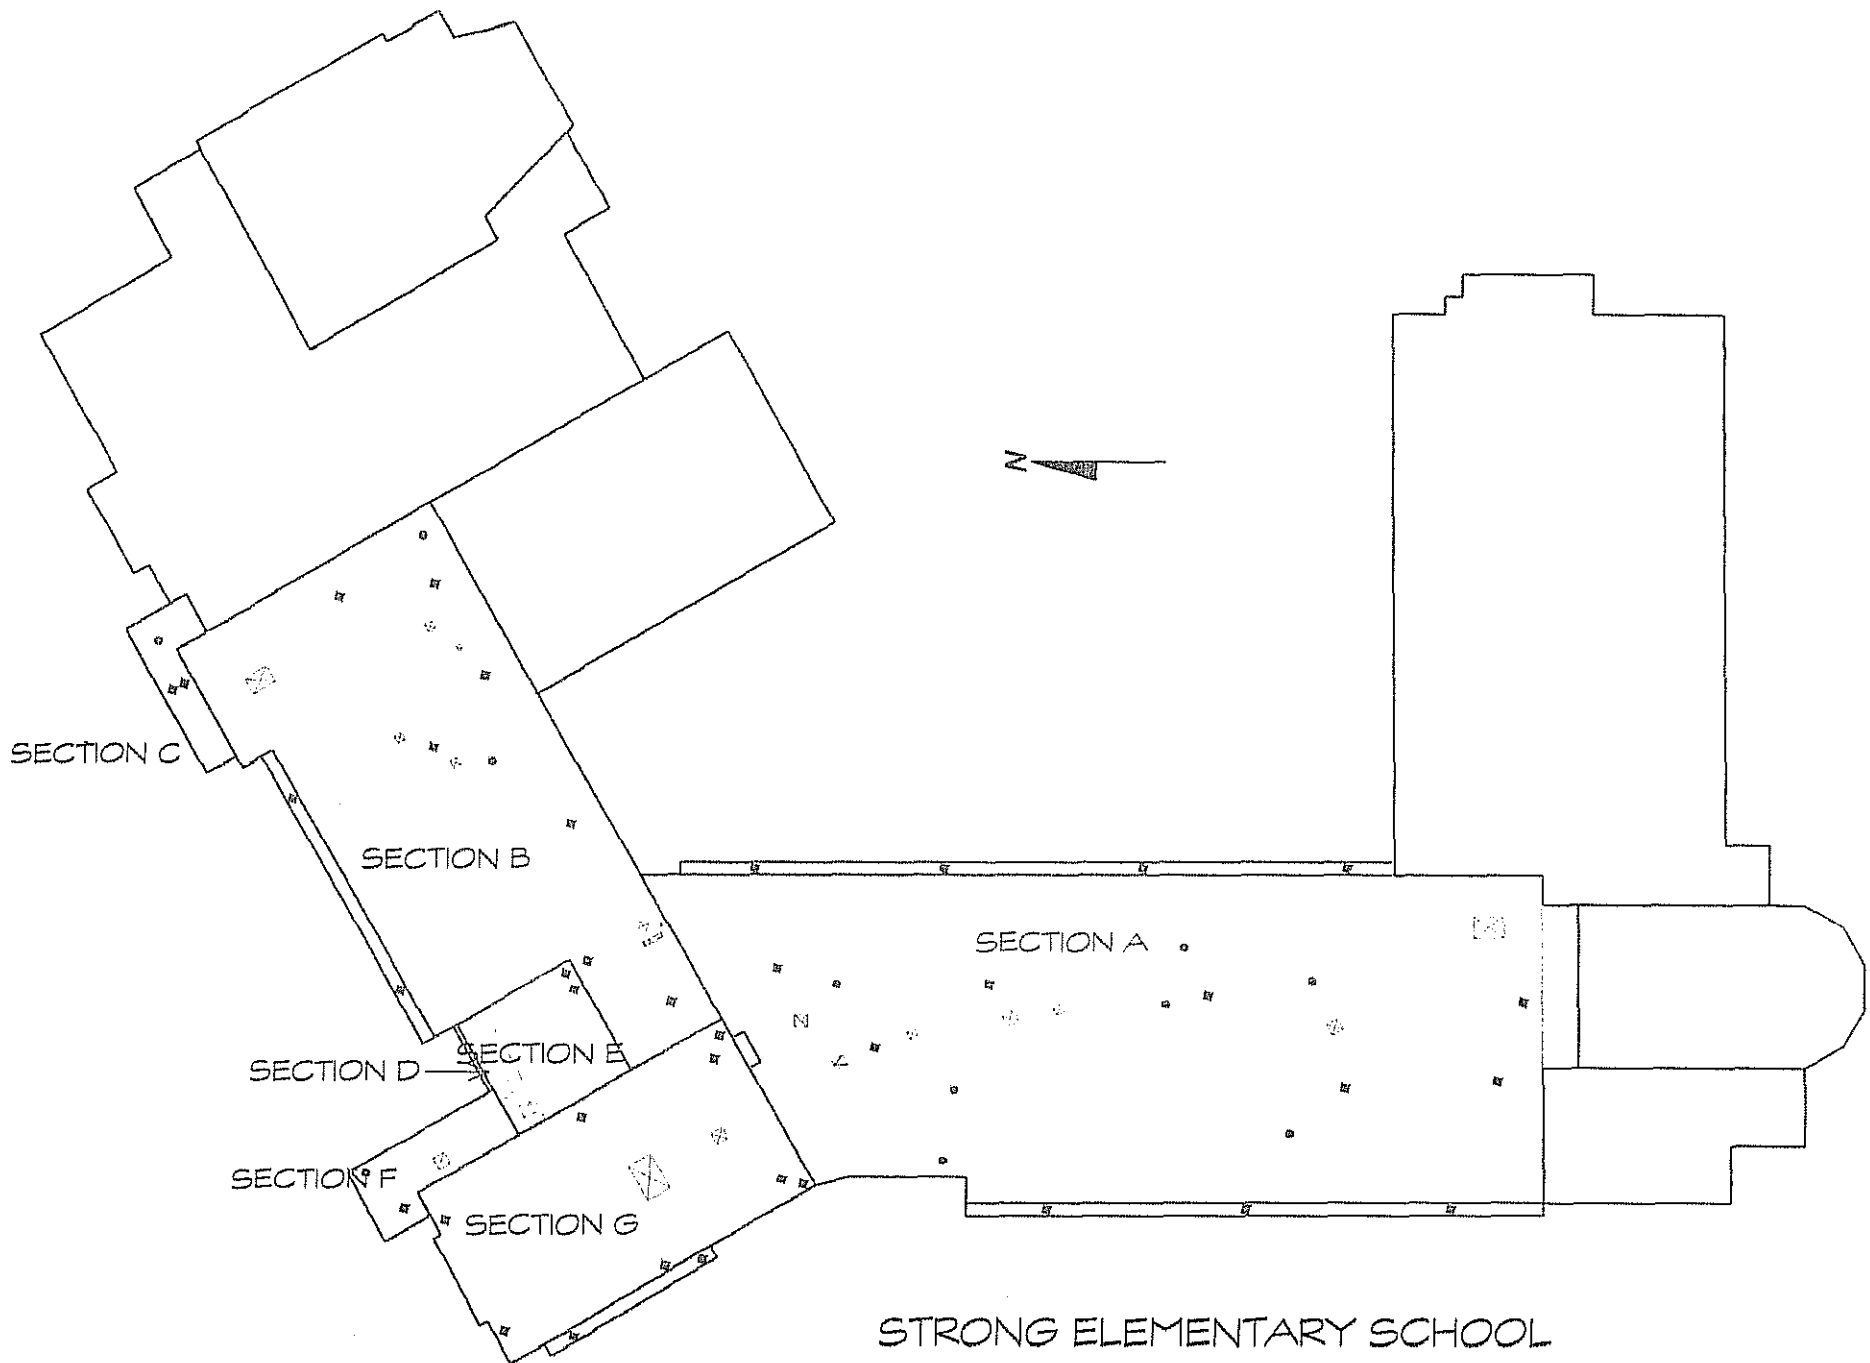 N
SECTION C
SECTION B
SECTION A
SECTION E
SECTION D
SECTION F
SECTION G
STRONG ELEMENTARY SCHOOL